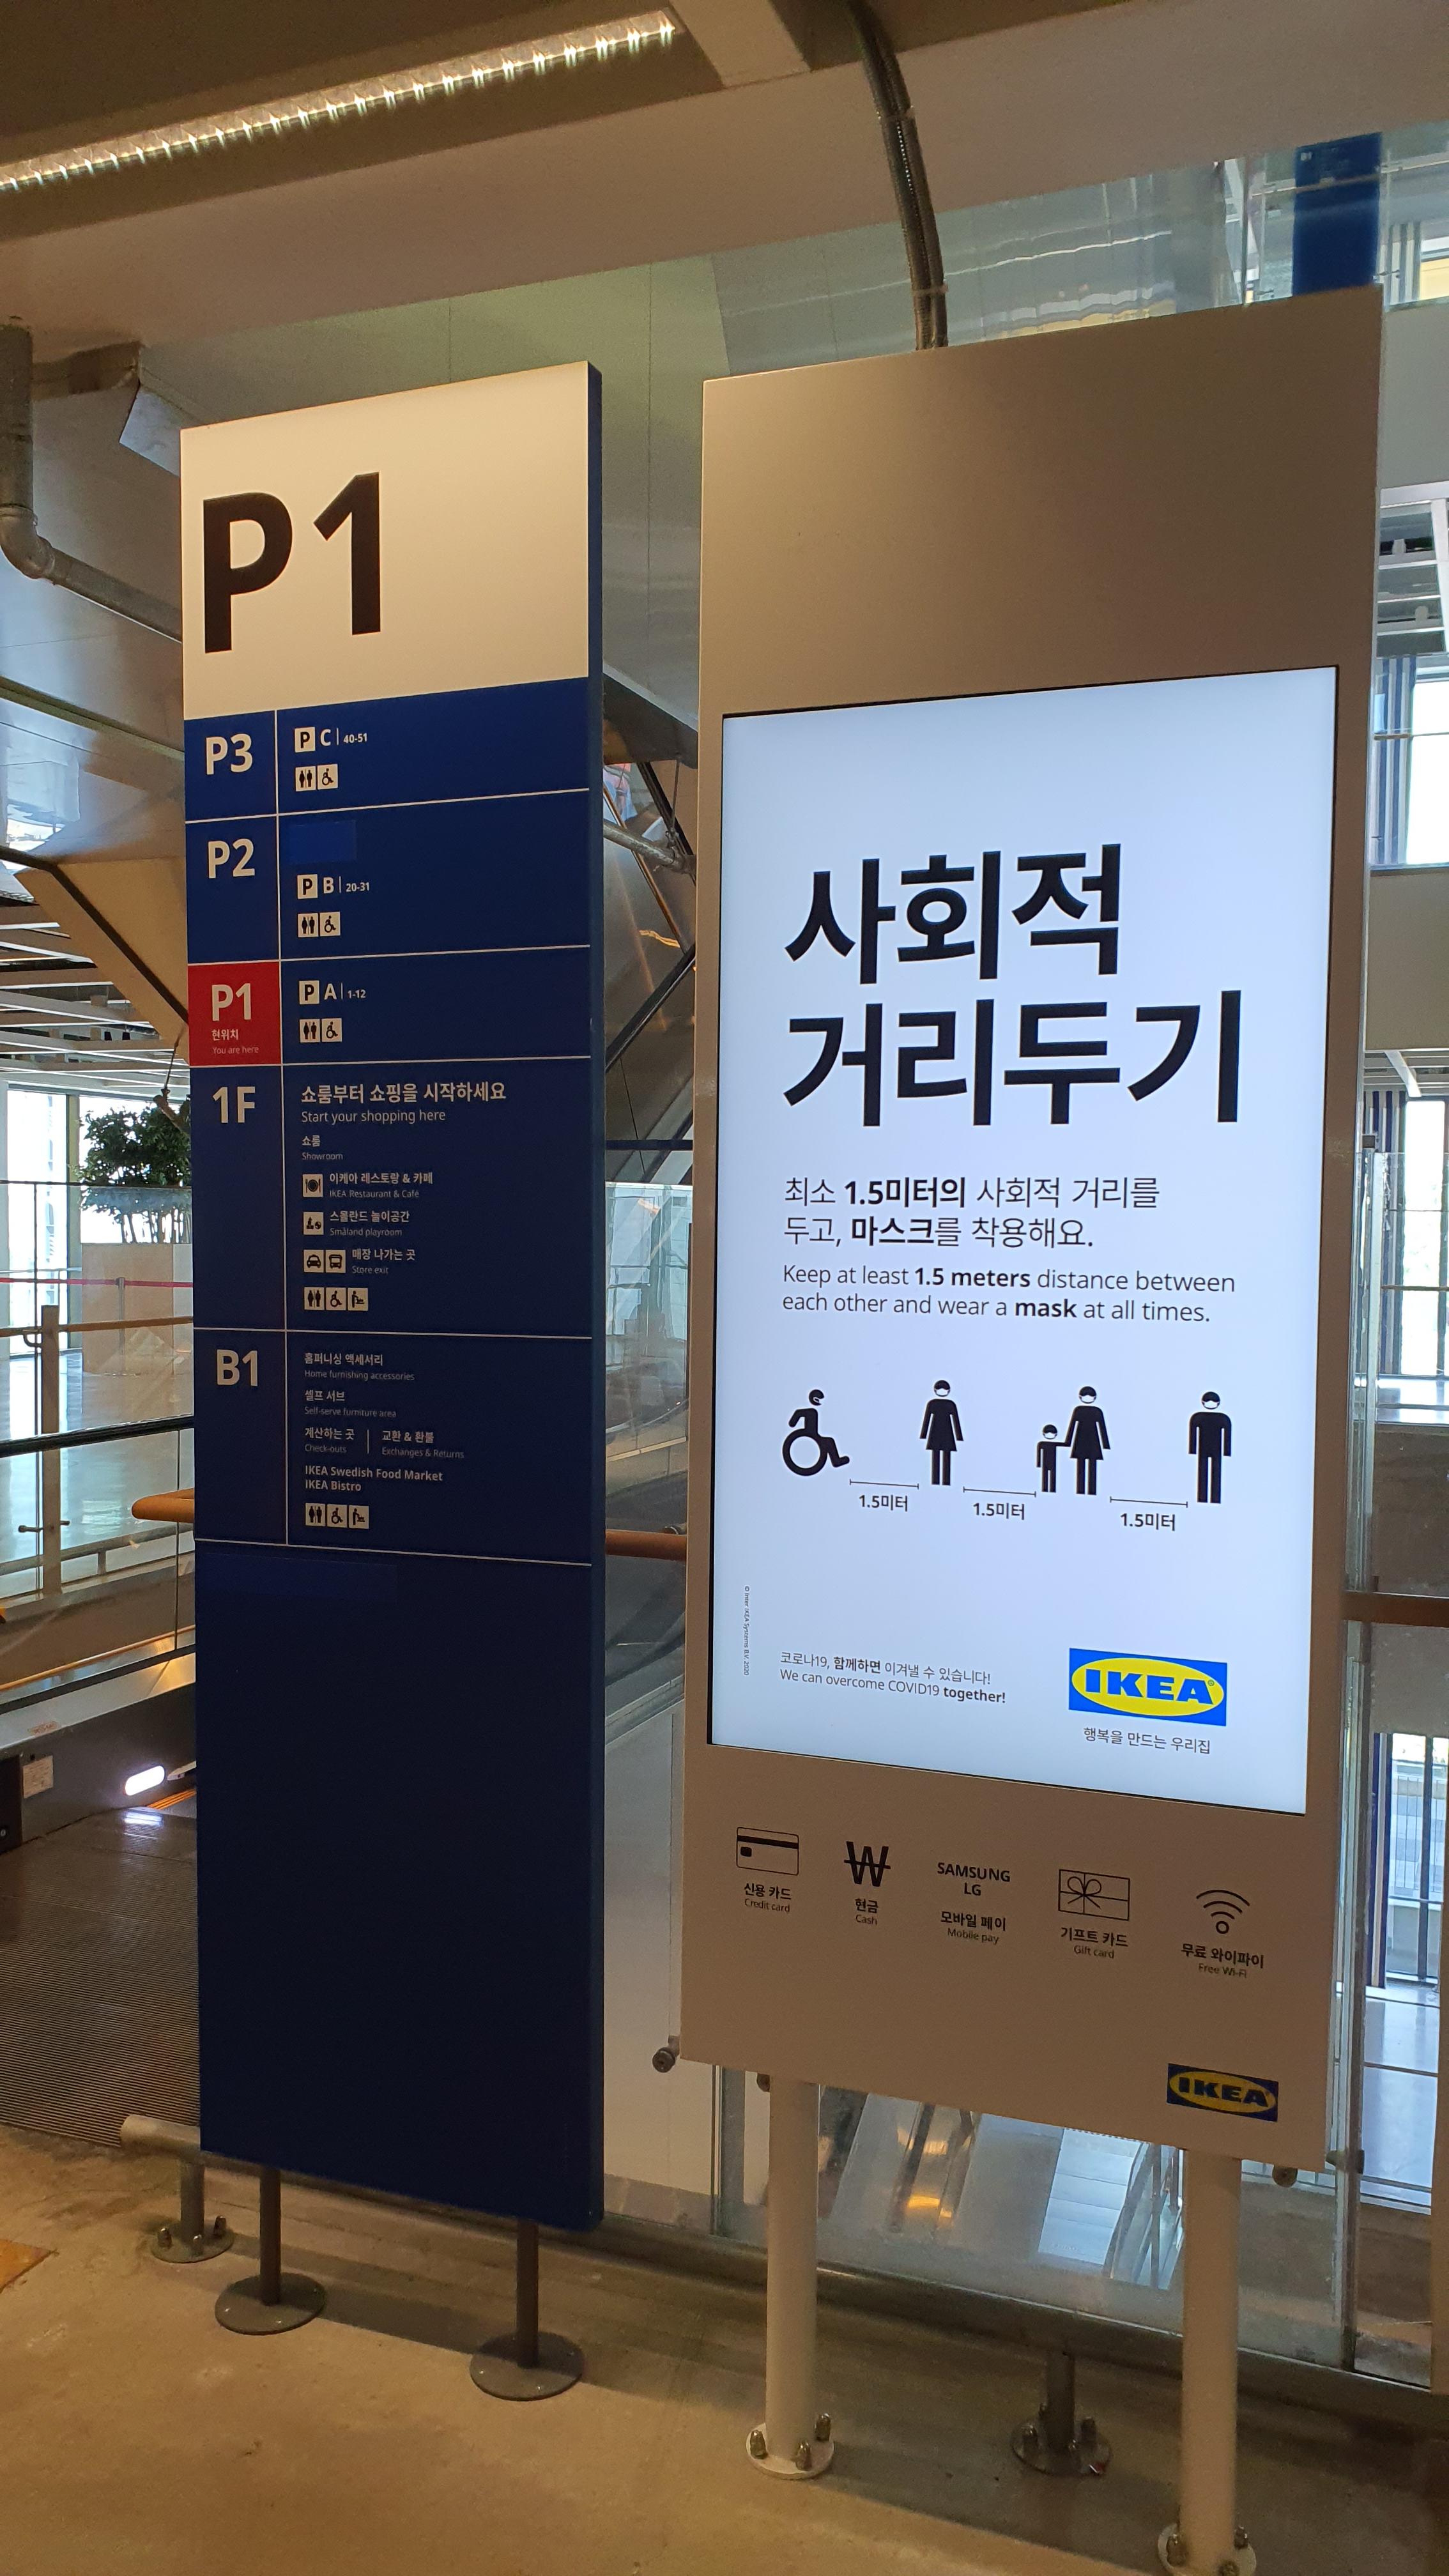 P1
P3
P C 40-51
P2
P B 20-31
P1
현위치
You are here
P A 1-12
1F
쇼룸부터 쇼핑을 시작하세요
Start your shopping here
쇼룸
Showroom
이케아 레스토랑 & 카페
IKEA Restaurant & Café
스몰란드 놀이공간
Småland playroom
매장 나가는 곳
Store exit
B1
홈퍼니싱 액세서리
Home furnishing accessories
셀프 서브
Self-serve furniture area
계산하는 곳 | 교환 & 환불
Check-outs Exchanges & Returns
IKEA Swedish Food Market
IKEA Bistro
사회적
거리두기
최소 1.5미터의 사회적 거리를
두고, 마스크를 착용해요.
Keep at least 1.5 meters distance between
each other and wear a mask at all times.
1.5미터 1.5미터 1.5미터
© Inter IKEA Systems B.V. 2020
코로나19, 함께하면 이겨낼 수 있습니다!
We can overcome COVID19 together!
IKEA
행복을 만드는 우리집
신용 카드
Credit card
현금
Cash
SAMSUNG
LG
모바일 페이
Mobile pay
기프트 카드
Gift card
무료 와이파이
Free Wi-Fi
IKEA